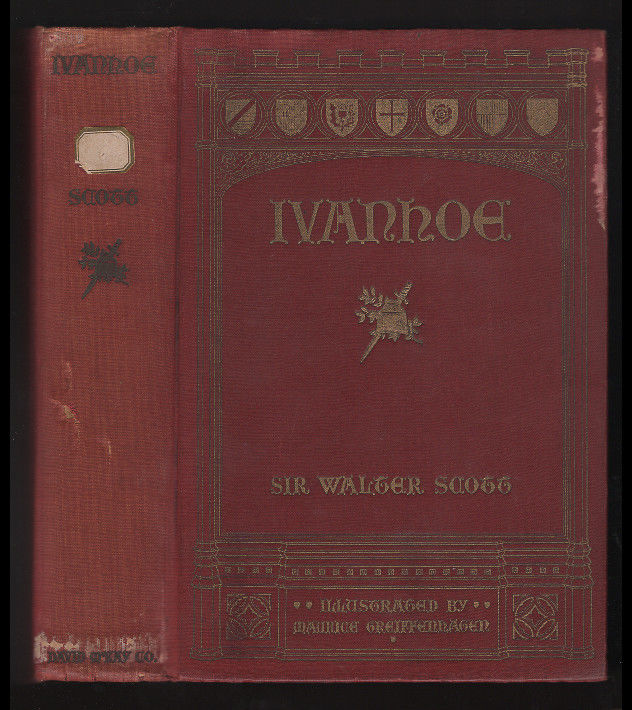 IVANHOE
SCOTT
DAVID MCKAY CO.
IVANHOE
SIR WALTER SCOTT
ILLUSTRATED BY
MAURICE GREIFFENHAGEN